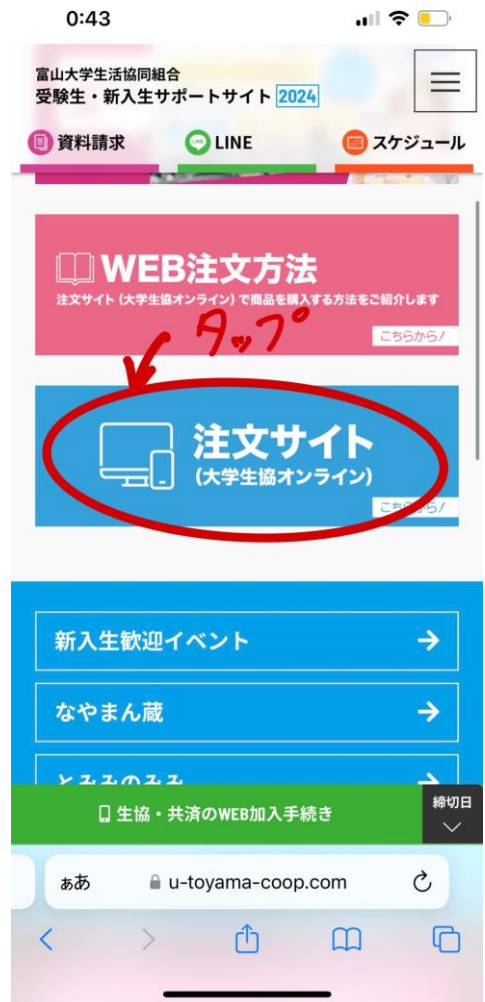 0:43
富山大学生活協同組合
受験生・新入生サポートサイト 2024
資料請求 LINE スケジュール
WEB注文方法
注文サイト(大学生協オンライン)で商品を購入する方法をご紹介します
こちらから!
タップ
注文サイト
(大学生協オンライン)
こちらから!
新入生歓迎イベント
なやまん蔵
とみみのみみ
生協・共済のWEB加入手続き
締切日
ぁあ u-toyama-coop.com